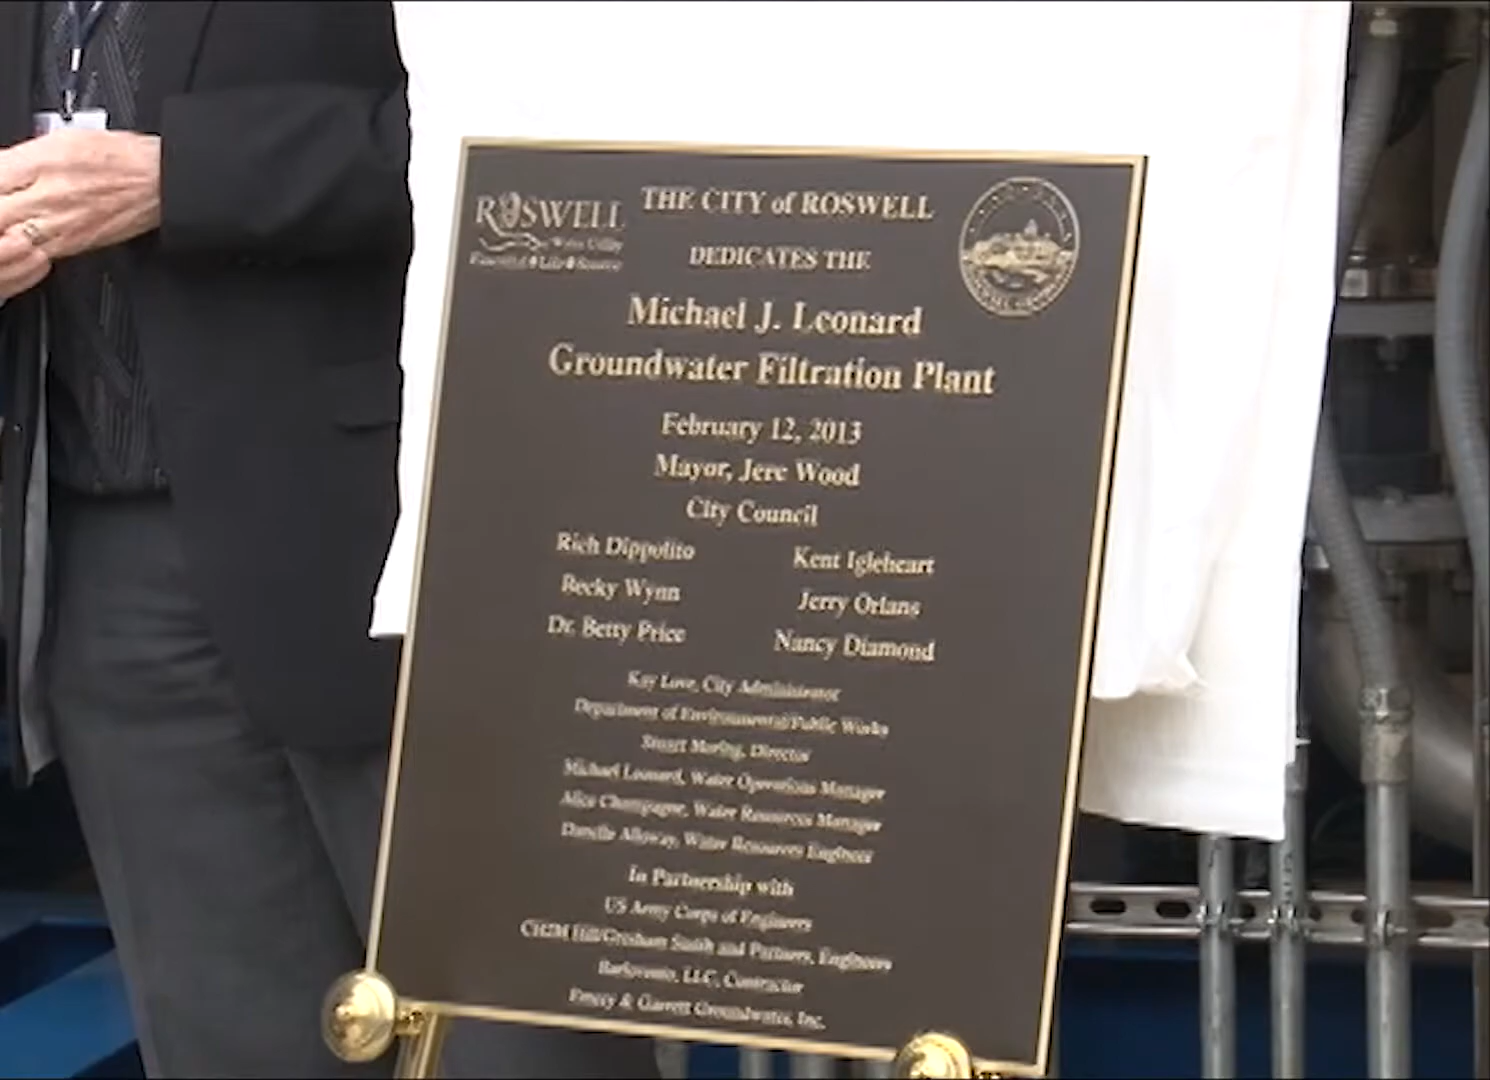 ROSWELL
Water Utility
Essential Life Source
THE CITY of ROSWELL
DEDICATES THE
Michael J. Leonard
Groundwater Filtration Plant
February 12, 2013
Mayor, Jere Wood
City Council
Rich Dippolito Kent Igleheart
Becky Wynn Jerry Orlans
Dr. Betty Price Nancy Diamond
Kay Love, City Administrator
Department of Environmental/Public Works
Stuart Moring, Director
Michael Leonard, Water Operations Manager
Alice Champagne, Water Resources Manager
Danelle Alloway, Water Resources Engineer
In Partnership with
US Army Corps of Engineers
CH2M Hill/Gresham Smith and Partners, Engineers
Barlovento, LLC, Contractor
Emery & Garrett Groundwater, Inc.